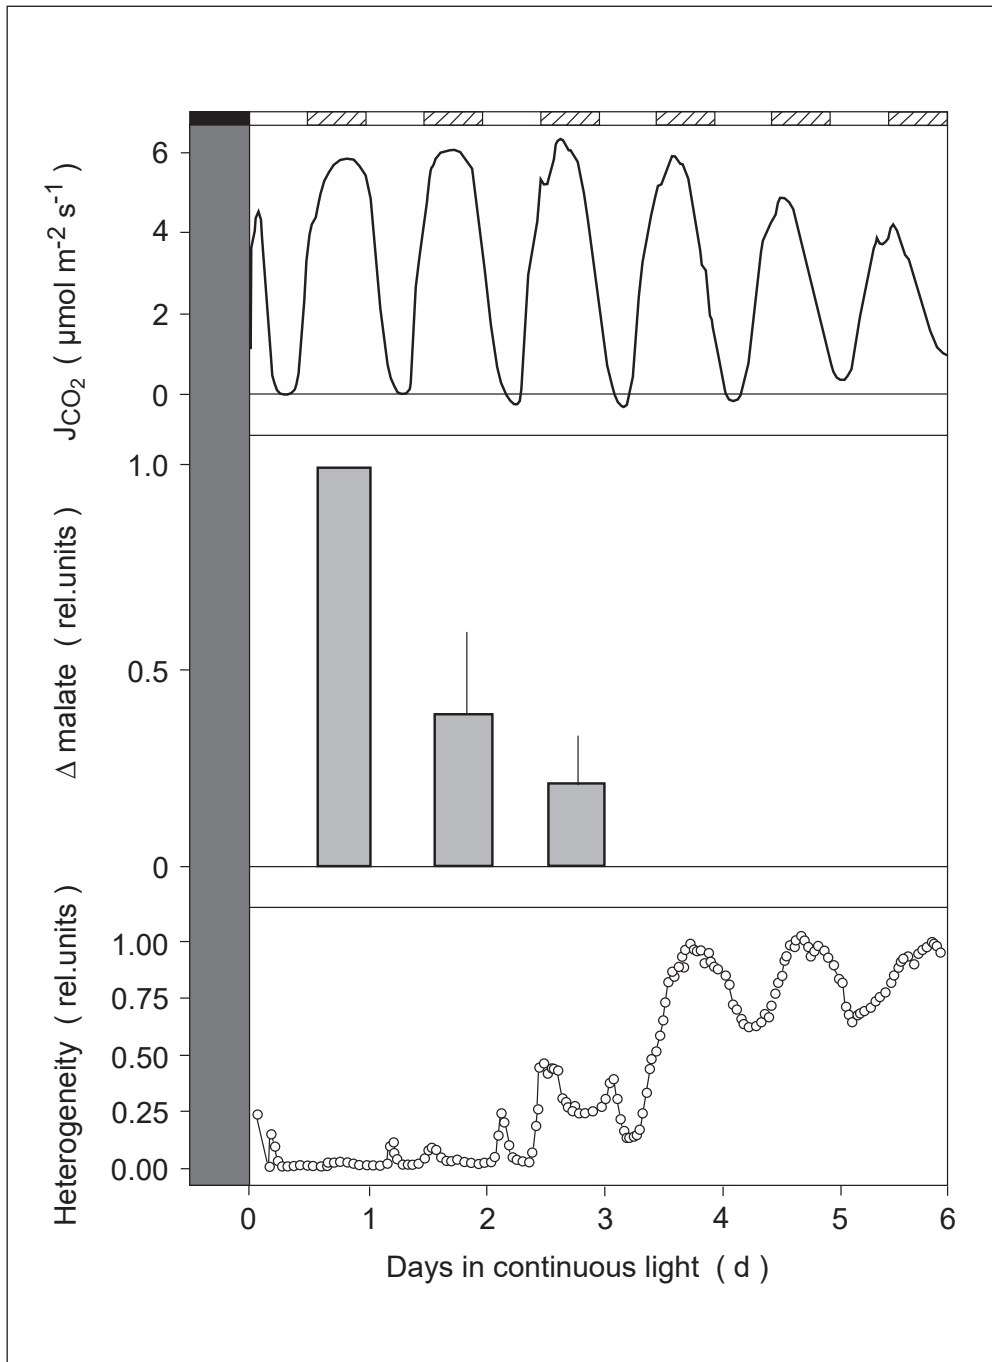 6
4
2
0
J_CO2 ( µmol m-2 s-1 )
1.0
0.5
0
Δ malate ( rel.units )
1.00
0.75
0.50
0.25
0.00
Heterogeneity ( rel.units )
0 1 2 3 4 5 6
Days in continuous light ( d )